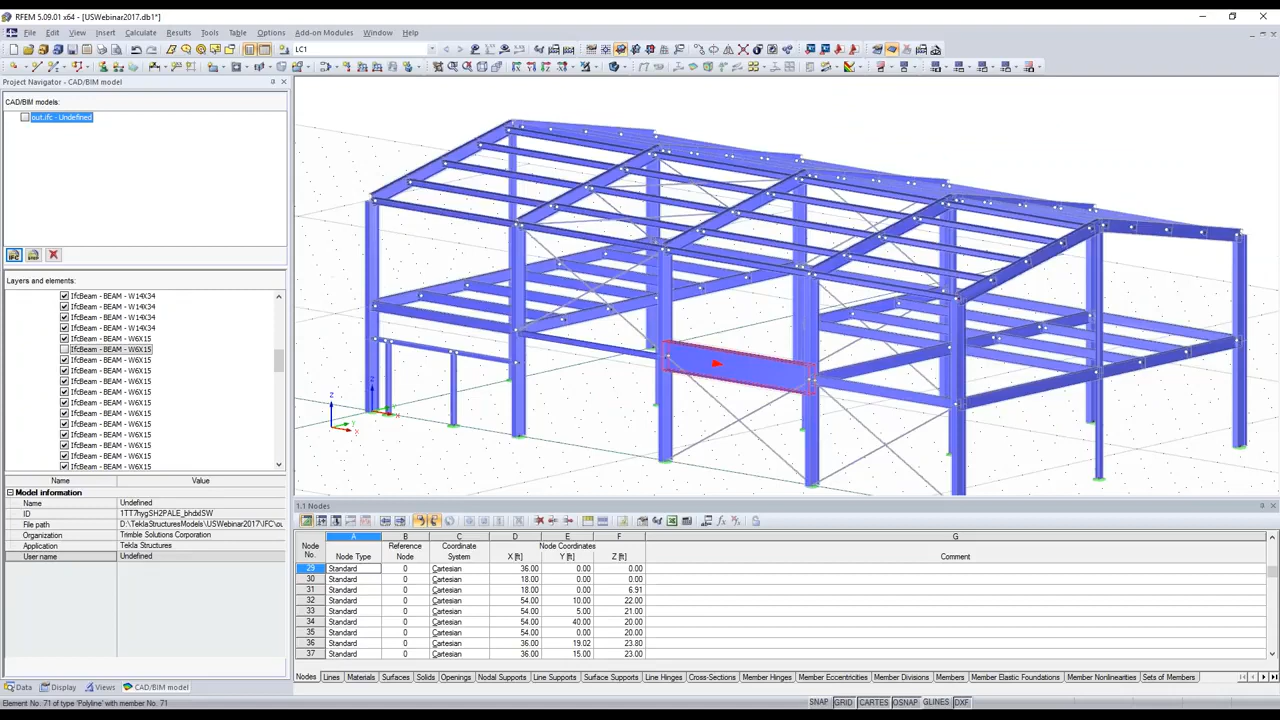 RFEM 5.09.01 x64 - [USWebinar2017.db1*]
File Edit View Insert Calculate Results Tools Table Options Add-on Modules Window Help
LC1
Project Navigator - CAD/BIM model
CAD/BIM models:
out.ifc - Undefined
Layers and elements:
IfcBeam - BEAM - W14X34
IfcBeam - BEAM - W14X34
IfcBeam - BEAM - W14X34
IfcBeam - BEAM - W14X34
IfcBeam - BEAM - W6X15
IfcBeam - BEAM - W6X15
IfcBeam - BEAM - W6X15
IfcBeam - BEAM - W6X15
IfcBeam - BEAM - W6X15
IfcBeam - BEAM - W6X15
IfcBeam - BEAM - W6X15
IfcBeam - BEAM - W6X15
IfcBeam - BEAM - W6X15
IfcBeam - BEAM - W6X15
IfcBeam - BEAM - W6X15
IfcBeam - BEAM - W6X15
IfcBeam - BEAM - W6X15
Name Value
Model information
Name Undefined
ID 1TT7hygSH2PALE_bhdxISW
File path D:\TeklaStructuresModels\USWebinar2017\IFC\ou
Organization Trimble Solutions Corporation
Application Tekla Structures
User name Undefined
Z
Y
X
1.1 Nodes
A B C D E F G
Node Reference Coordinate Node Coordinates
No. Node Type Node System X [ft] Y [ft] Z [ft] Comment
29 Standard 0 Cartesian 36.00 0.00 0.00
30 Standard 0 Cartesian 18.00 0.00 0.00
31 Standard 0 Cartesian 18.00 0.00 6.91
32 Standard 0 Cartesian 54.00 10.00 22.00
33 Standard 0 Cartesian 54.00 5.00 21.00
34 Standard 0 Cartesian 54.00 40.00 20.00
35 Standard 0 Cartesian 54.00 0.00 20.00
36 Standard 0 Cartesian 36.00 19.02 23.80
37 Standard 0 Cartesian 36.00 15.00 23.00
Nodes Lines Materials Surfaces Solids Openings Nodal Supports Line Supports Surface Supports Line Hinges Cross-Sections Member Hinges Member Eccentricities Member Divisions Members Member Elastic Foundations Member Nonlinearities Sets of Members
Data Display Views CAD/BIM model
Element No. 71 of type 'Polyline' with member No. 71
SNAP GRID CARTES OSNAP GLINES DXF